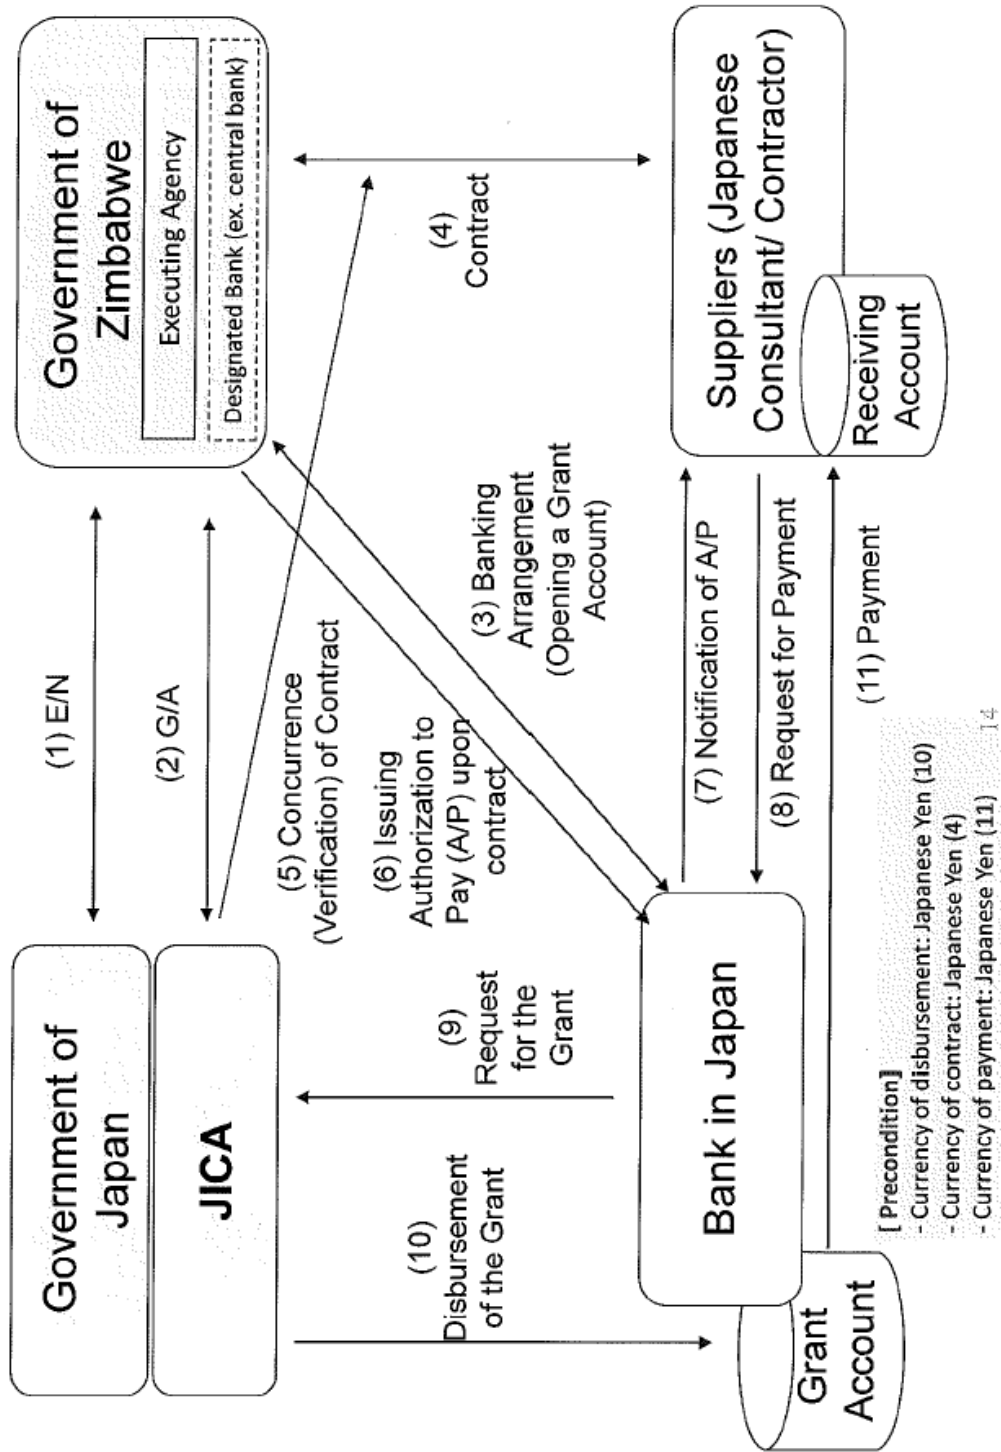 Government of
Japan
JICA
(1) E/N
(2) G/A
Government of
Zimbabwe
Executing Agency
Designated Bank (ex. central bank)
(5) Concurrence
(Verification) of Contract
(6) Issuing
Authorization to
Pay (A/P) upon
contract
(3) Banking
Arrangement
(Opening a Grant
Account)
(4)
Contract
(10)
Disbursement
of the Grant
(9)
Request
for the
Grant
Bank in Japan
Grant
Account
(7) Notification of A/P
(8) Request for Payment
(11) Payment
Suppliers (Japanese
Consultant/ Contractor)
Receiving
Account
[ Precondition]
- Currency of disbursement: Japanese Yen (10)
- Currency of contract: Japanese Yen (4)
- Currency of payment: Japanese Yen (11)
14